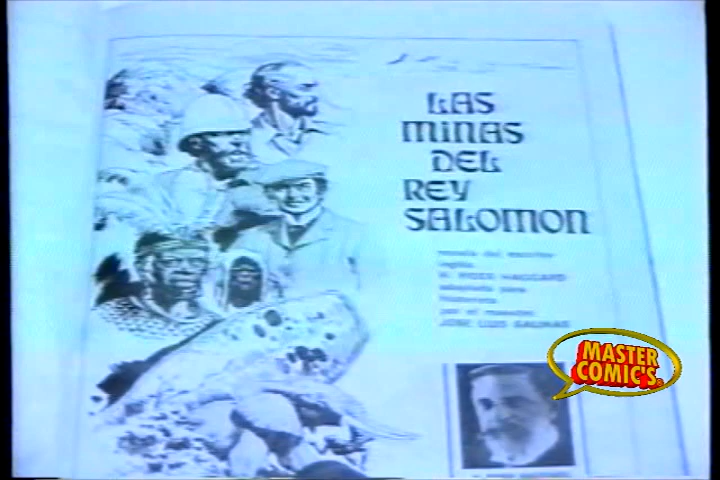 LAS
MINAS
DEL
REY
SALOMON
novela del escritor
inglés
H. RIDER HAGGARD
adaptada para
historieta
por el maestro
JOSE LUIS SALINAS
MASTER
COMIC'S